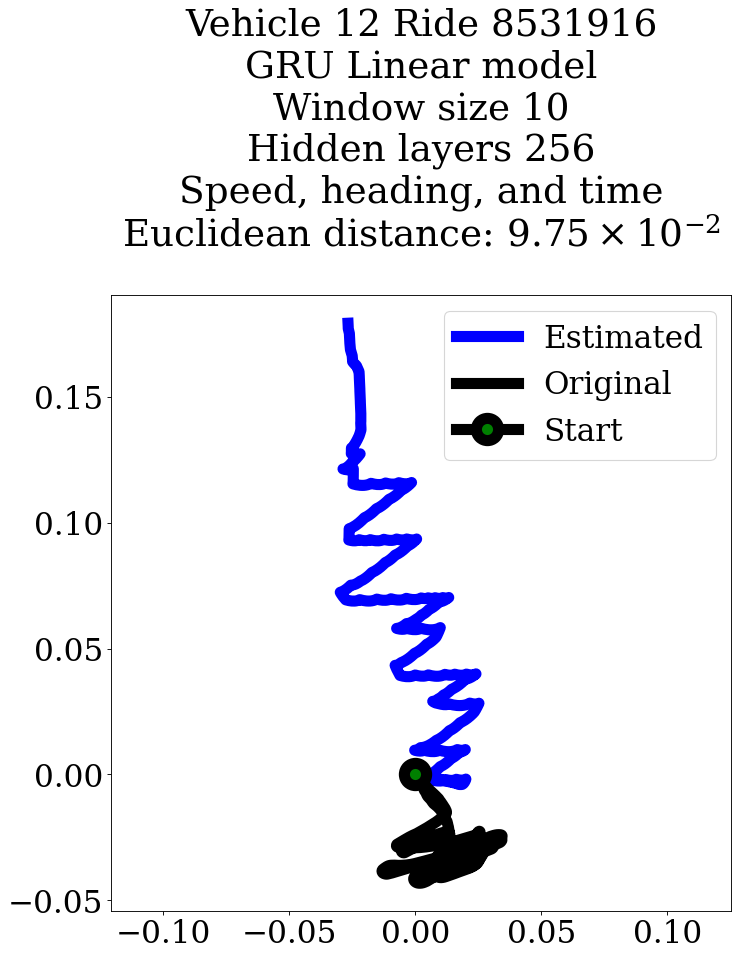 Vehicle 12 Ride 8531916
GRU Linear model
Window size 10
Hidden layers 256
Speed, heading, and time
Euclidean distance: 9.75 × 10⁻²
Estimated
Original
Start
0.15
0.10
0.05
0.00
−0.05
−0.10 −0.05 0.00 0.05 0.10